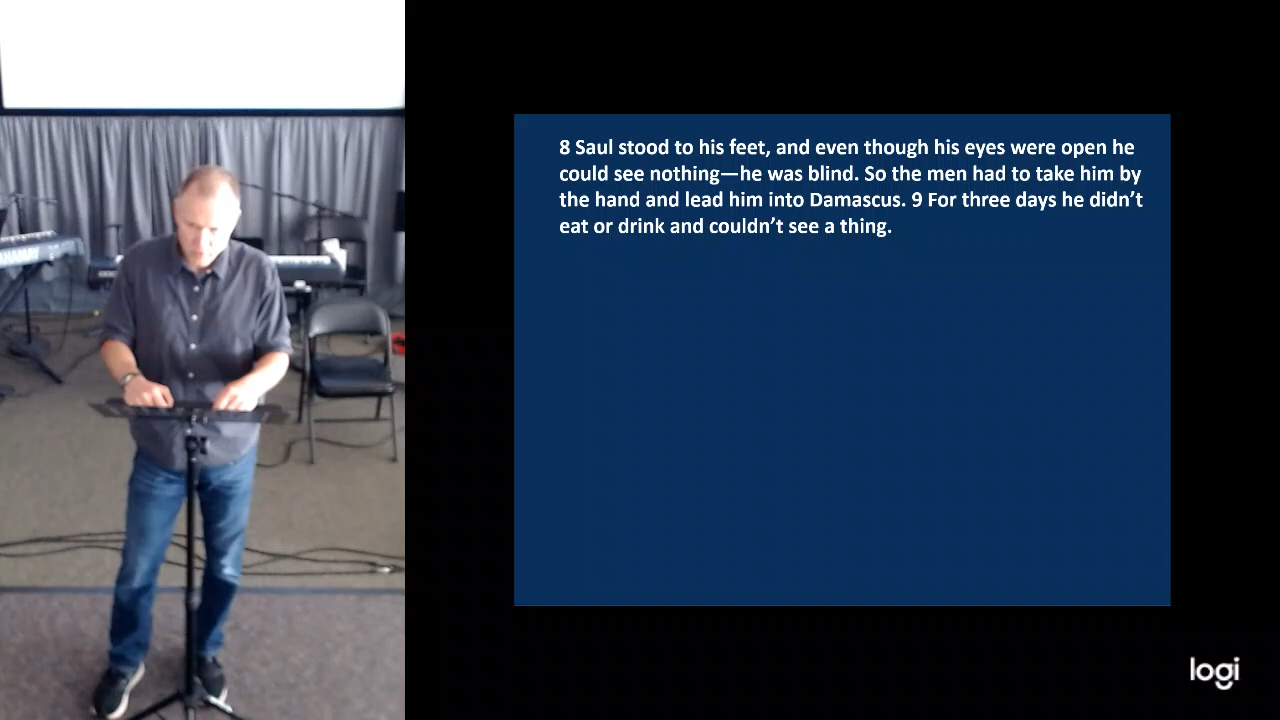 8 Saul stood to his feet, and even though his eyes were open he
could see nothing—he was blind. So the men had to take him by
the hand and lead him into Damascus. 9 For three days he didn’t
eat or drink and couldn’t see a thing.
YAMAHA
logi